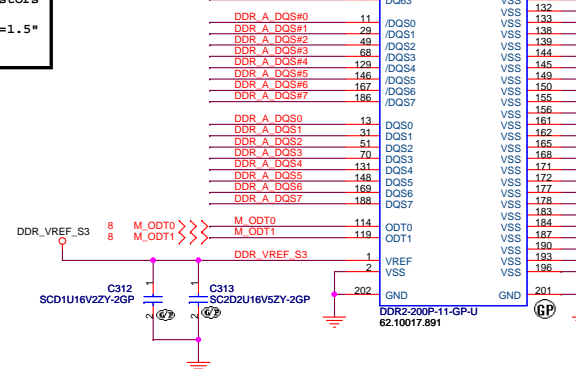 stors
=1.5"
DQ63 VSS
VSS 132
DDR_A_DQS#0 11 /DQS0 VSS 133
DDR_A_DQS#1 29 /DQS1 VSS 138
DDR_A_DQS#2 49 /DQS2 VSS 139
DDR_A_DQS#3 68 /DQS3 VSS 144
DDR_A_DQS#4 129 /DQS4 VSS 145
DDR_A_DQS#5 146 /DQS5 VSS 149
DDR_A_DQS#6 167 /DQS6 VSS 150
DDR_A_DQS#7 186 /DQS7 VSS 155
VSS 156
DDR_A_DQS0 13 DQS0 VSS 161
DDR_A_DQS1 31 DQS1 VSS 162
DDR_A_DQS2 51 DQS2 VSS 165
DDR_A_DQS3 70 DQS3 VSS 168
DDR_A_DQS4 131 DQS4 VSS 171
DDR_A_DQS5 148 DQS5 VSS 172
DDR_A_DQS6 169 DQS6 VSS 177
DDR_A_DQS7 188 DQS7 VSS 178
VSS 183
8 M_ODT0 M_ODT0 114 ODT0 VSS 184
8 M_ODT1 M_ODT1 119 ODT1 VSS 187
DDR_VREF_S3
VSS 190
DDR_VREF_S3 1 VREF VSS 193
2 VSS VSS 196
202 GND GND 201
C312
SCD1U16V2ZY-2GP
1
2
C313
SC2D2U16V5ZY-2GP
1
2
DDR2-200P-11-GP-U
62.10017.891
GP